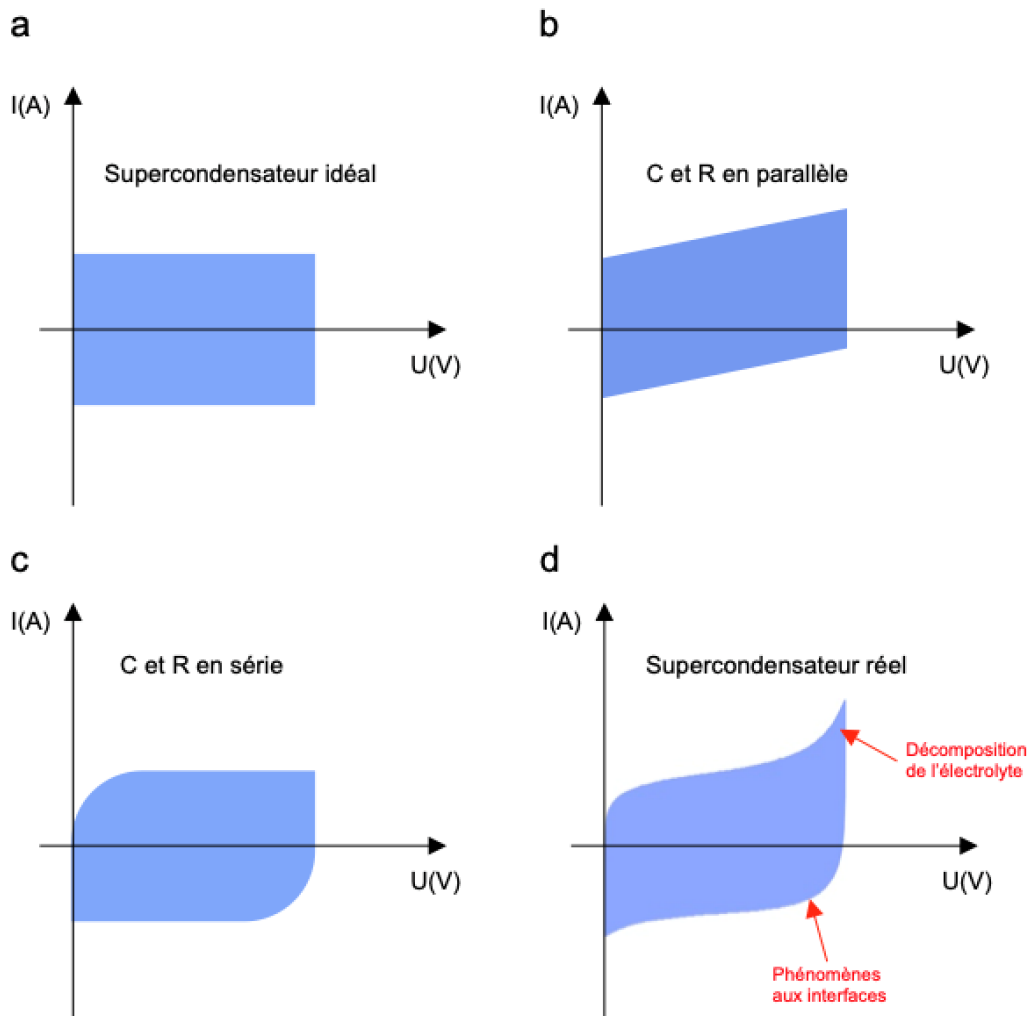 a
I(A)
Supercondensateur idéal
U(V)
b
I(A)
C et R en parallèle
U(V)
c
I(A)
C et R en série
U(V)
d
I(A)
Supercondensateur réel
Décomposition
de l'électrolyte
U(V)
Phénomènes
aux interfaces